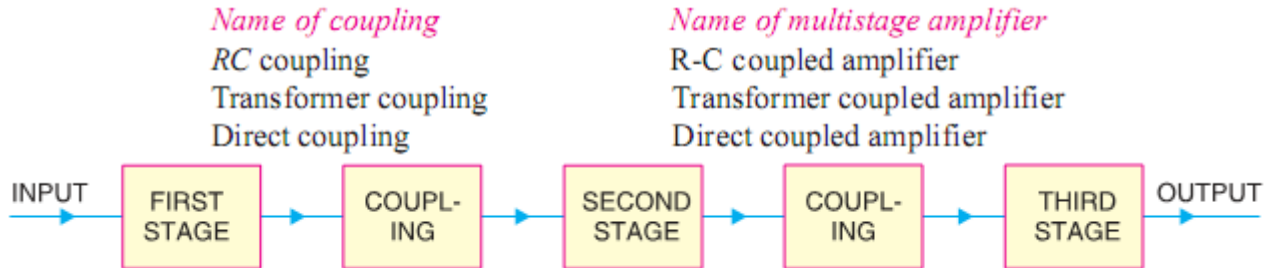 Name of coupling Name of multistage amplifier
RC coupling R-C coupled amplifier
Transformer coupling Transformer coupled amplifier
Direct coupling Direct coupled amplifier
INPUT
FIRST
STAGE
COUPL-
ING
SECOND
STAGE
COUPL-
ING
THIRD
STAGE
OUTPUT